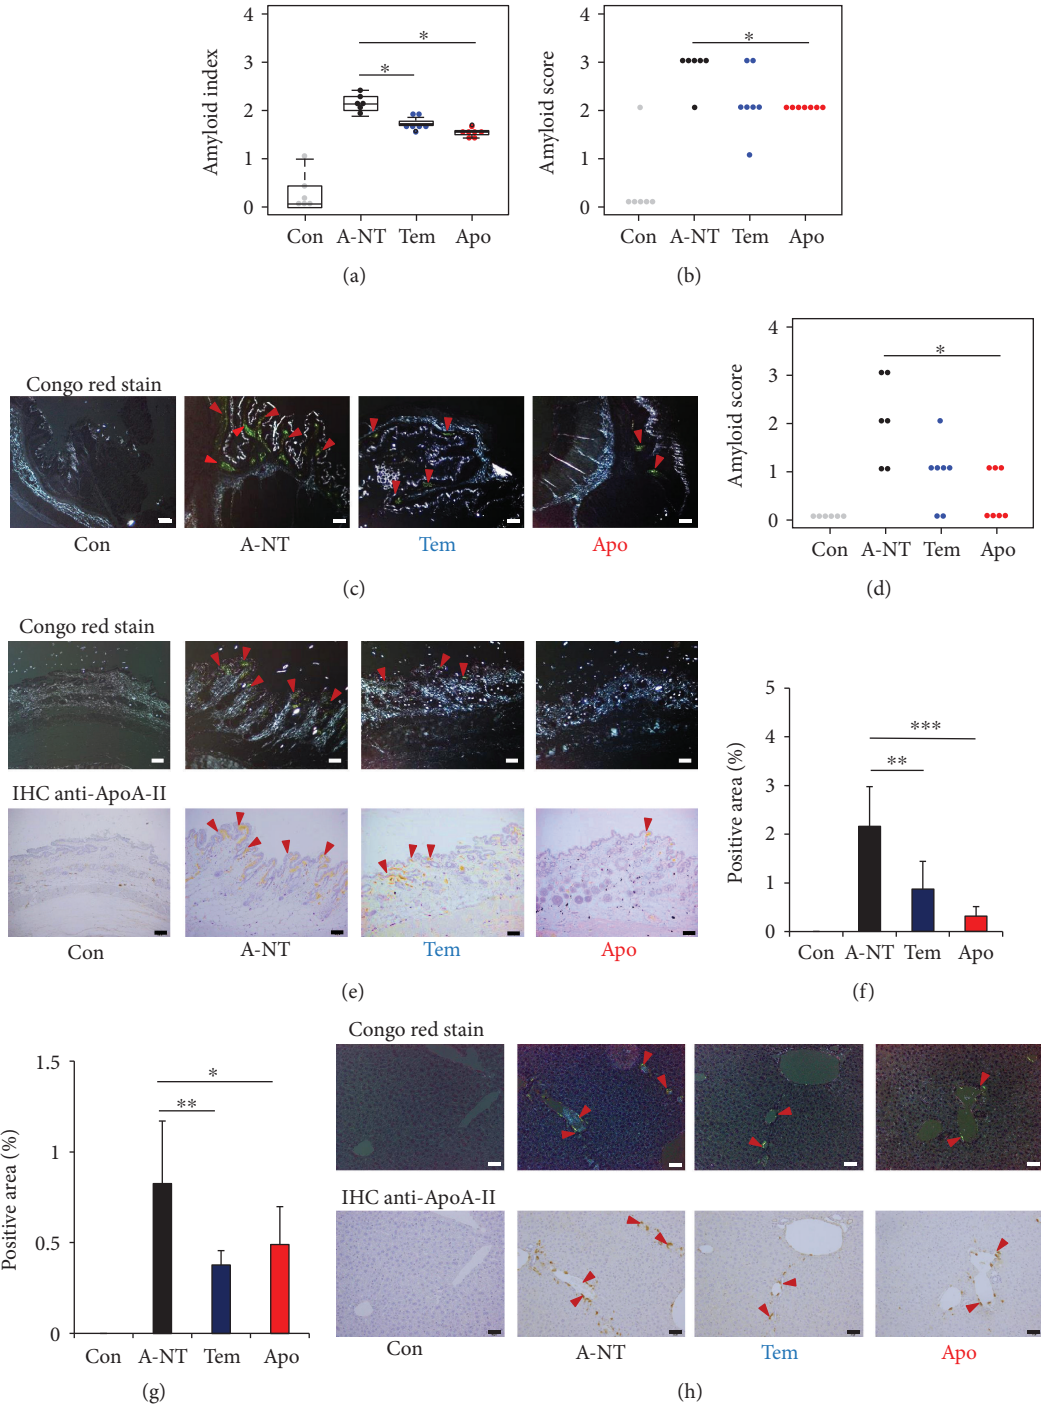 4
3
2
1
0
Amyloid index
*
*
Con A-NT Tem Apo
(a)
4
3
2
1
0
Amyloid score
*
Con A-NT Tem Apo
(b)
Congo red stain
Con A-NT Tem Apo
(c)
4
3
2
1
0
Amyloid score
*
Con A-NT Tem Apo
(d)
Congo red stain
IHC anti-ApoA-II
Con A-NT Tem Apo
(e)
5
4
3
2
1
0
Positive area (%)
***
**
Con A-NT Tem Apo
(f)
1.5
1
0.5
0
Positive area (%)
*
**
Con A-NT Tem Apo
(g)
Congo red stain
IHC anti-ApoA-II
Con A-NT Tem Apo
(h)